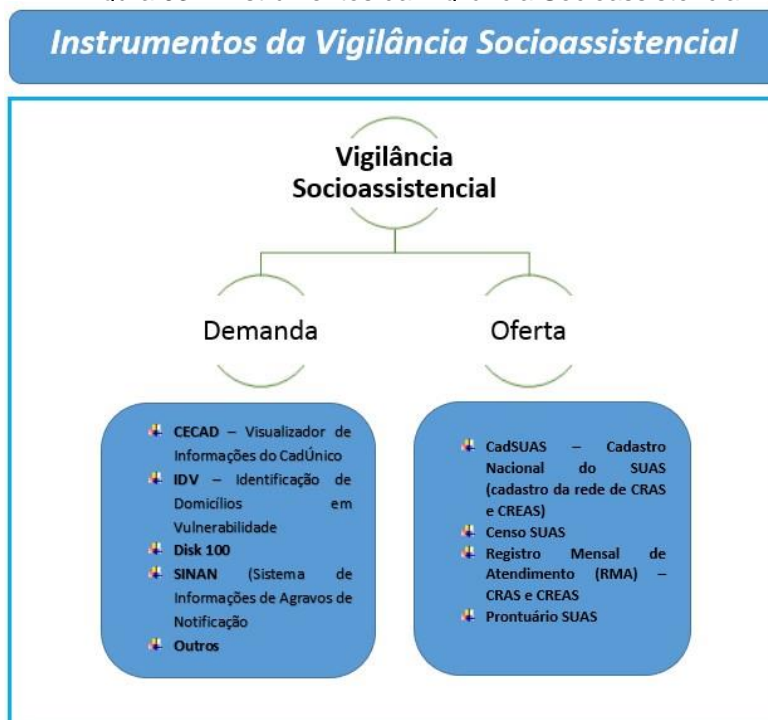 Instrumentos da Vigilância Socioassistencial
Vigilância
Socioassistencial
Demanda
Oferta
CECAD – Visualizador de
Informações do CadÚnico
IDV – Identificação de
Domicílios em
Vulnerabilidade
Disk 100
SINAN (Sistema de
Informações de Agravos de
Notificação
Outros
CadSUAS – Cadastro
Nacional do SUAS
(cadastro da rede de CRAS
e CREAS)
Censo SUAS
Registro Mensal de
Atendimento (RMA) –
CRAS e CREAS
Prontuário SUAS